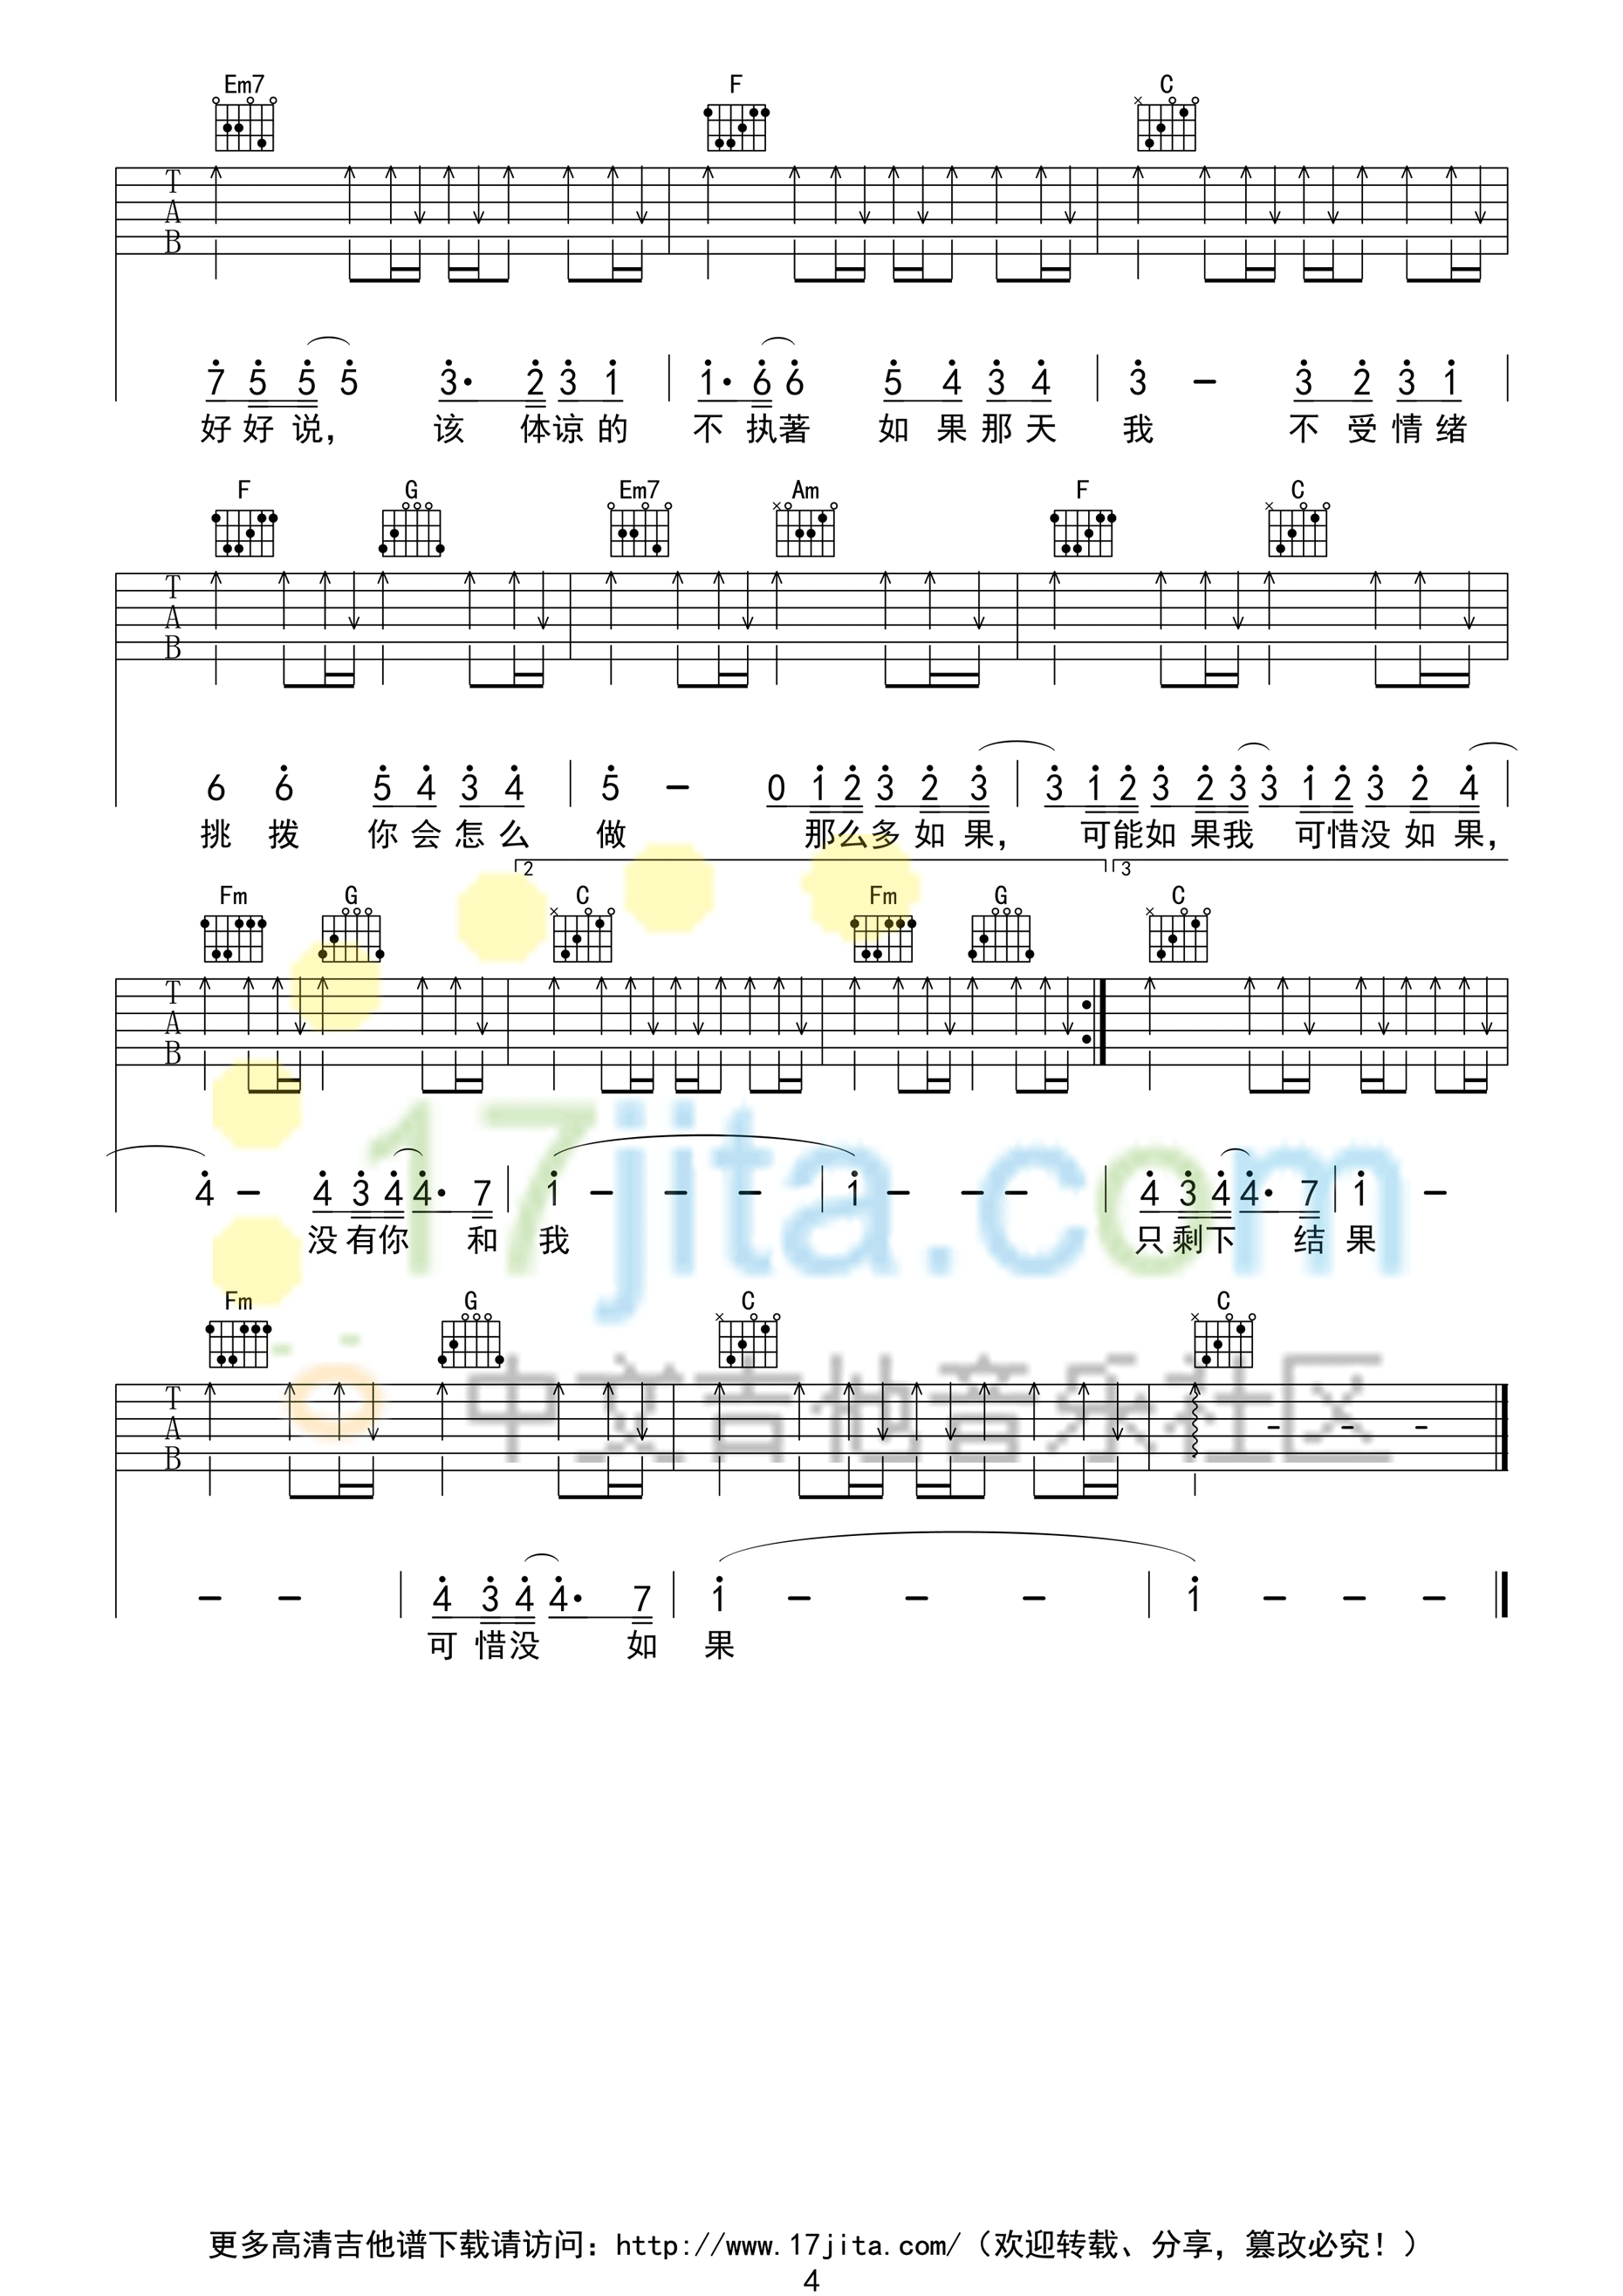 Em7 F C
T A B
7 5 5 5 3· 2 3 1 1· 6 6 5 4 3 4 3 - 3 2 3 1
好好说， 该 体谅的 不 执著 如果那天 我 不受情绪
F G Em7 Am F C
T A B
6 6 5 4 3 4 5 - 0 1 2 3 2 3 3 1 2 3 2 3 3 1 2 3 2 4
挑拨 你会怎么 做 那么多如果， 可能如果我 可惜没如果，
2 3
Fm G C Fm G C
T A B
4 - 4 3 4 4· 7 1 - - - 1 - - - 4 3 4 4· 7 1 -
没有你 和 我 只剩下 结 果
17jita.com
Fm G C C
中文吉他音乐社区
T A B
- - 4 3 4 4· 7 1 - - - 1 - - -
可惜没 如 果
更多高清吉他谱下载请访问：http://www.17jita.com/（欢迎转载、分享，篡改必究！）
4